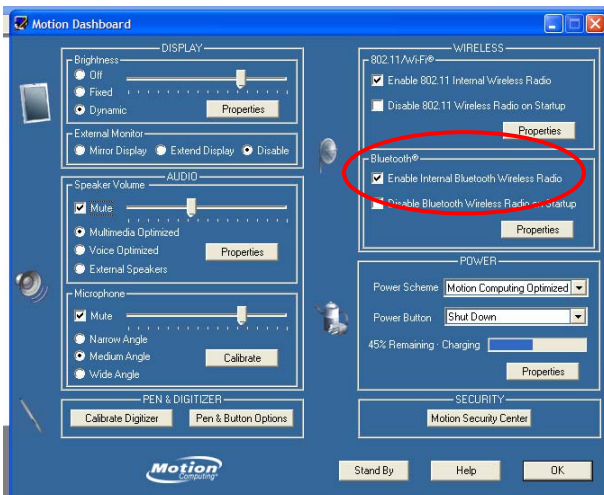 Motion Dashboard
DISPLAY
Brightness
Off
Fixed
Dynamic
Properties
External Monitor
Mirror Display
Extend Display
Disable
AUDIO
Speaker Volume
Mute
Multimedia Optimized
Voice Optimized
External Speakers
Properties
Microphone
Mute
Narrow Angle
Medium Angle
Wide Angle
Calibrate
PEN & DIGITIZER
Calibrate Digitizer
Pen & Button Options
WIRELESS
802.11/Wi-Fi®
Enable 802.11 Internal Wireless Radio
Disable 802.11 Wireless Radio on Startup
Properties
Bluetooth®
Enable Internal Bluetooth Wireless Radio
Disable Bluetooth Wireless Radio on Startup
Properties
POWER
Power Scheme Motion Computing Optimized
Power Button Shut Down
45% Remaining - Charging
Properties
SECURITY
Motion Security Center
Motion
Computing®
Stand By
Help
OK